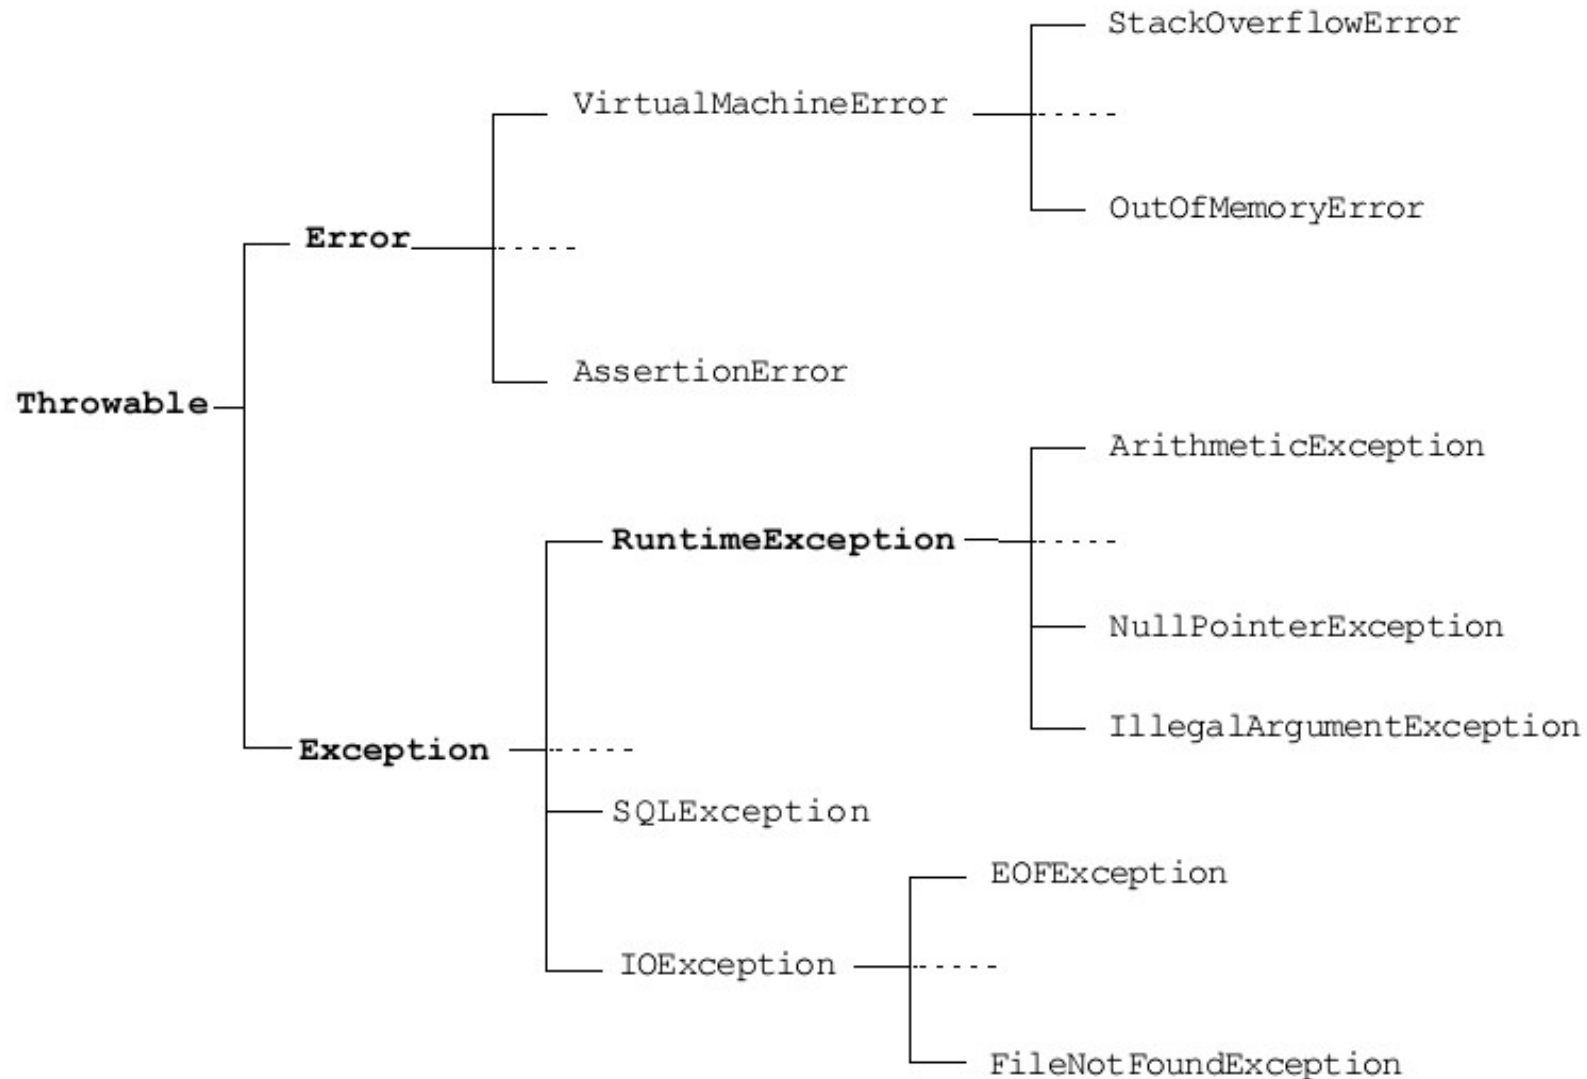 StackOverflowError
VirtualMachineError
OutOfMemoryError
Error
AssertionError
Throwable
ArithmeticException
RuntimeException
NullPointerException
IllegalArgumentException
Exception
SQLException
EOFException
IOException
FileNotFoundException